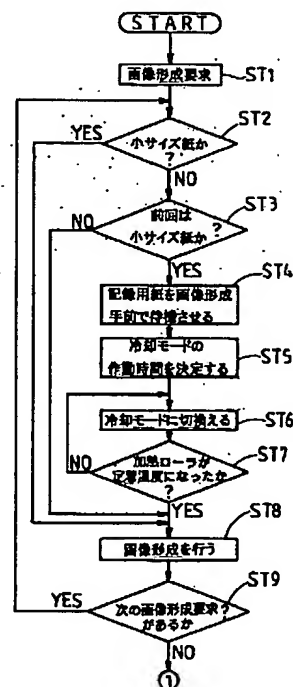 START
画像形成要求
ST1
ST2
YES
小サイズ紙か
?
NO
ST3
NO
前回は
小サイズ紙か
?
YES
ST4
記録用紙を画像形成
手前で待機させる
ST5
冷却モードの
作動時間を決定する
ST6
冷却モードに切換える
ST7
加熱ローラが
定着温度になったか
?
NO
YES
ST8
画像形成を行う
ST9
YES
次の画像形成要求?
があるか
NO
①